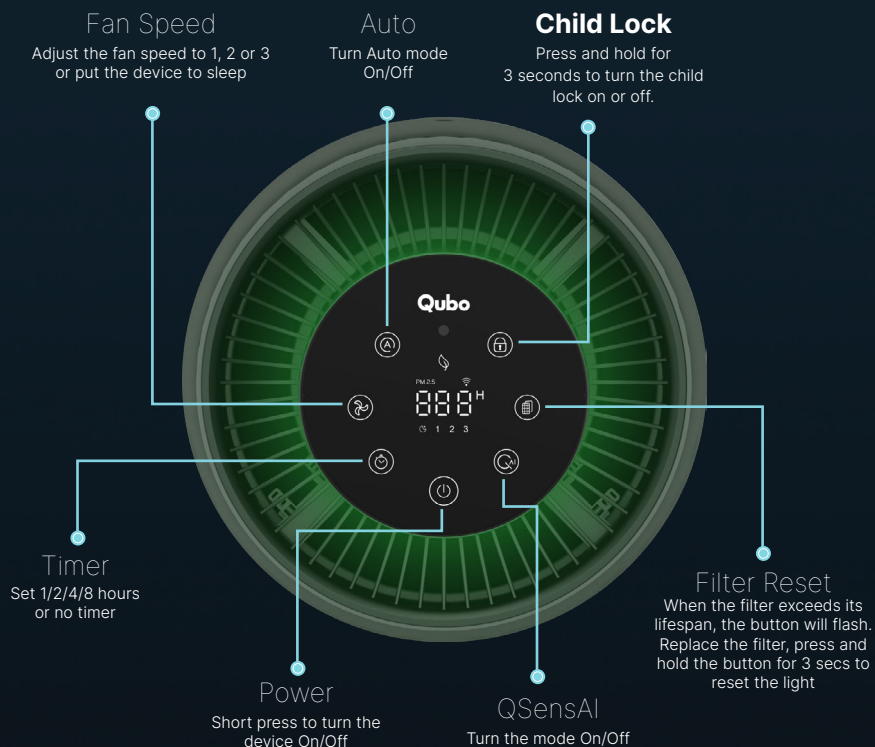 Fan Speed
Adjust the fan speed to 1, 2 or 3
or put the device to sleep
Auto
Turn Auto mode
On/Off
Child Lock
Press and hold for
3 seconds to turn the child
lock on or off.
Qubo
A
PM 2.5
888 H
1 2 3
QAI
Timer
Set 1/2/4/8 hours
or no timer
Power
Short press to turn the
device On/Off
QSensAI
Turn the mode On/Off
Filter Reset
When the filter exceeds its
lifespan, the button will flash.
Replace the filter, press and
hold the button for 3 secs to
reset the light